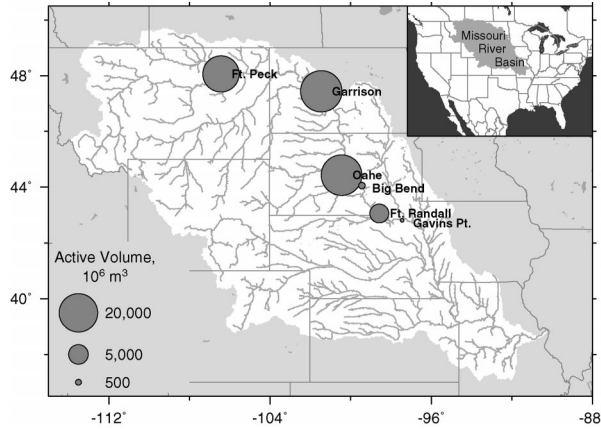 Missouri
River
Basin
48°
Ft. Peck
Garrison
Oahe
44°
Big Bend
Ft. Randall
Gavins Pt.
Active Volume,
10⁶ m³
20,000
40°
5,000
500
-112°
-104°
-96°
-88